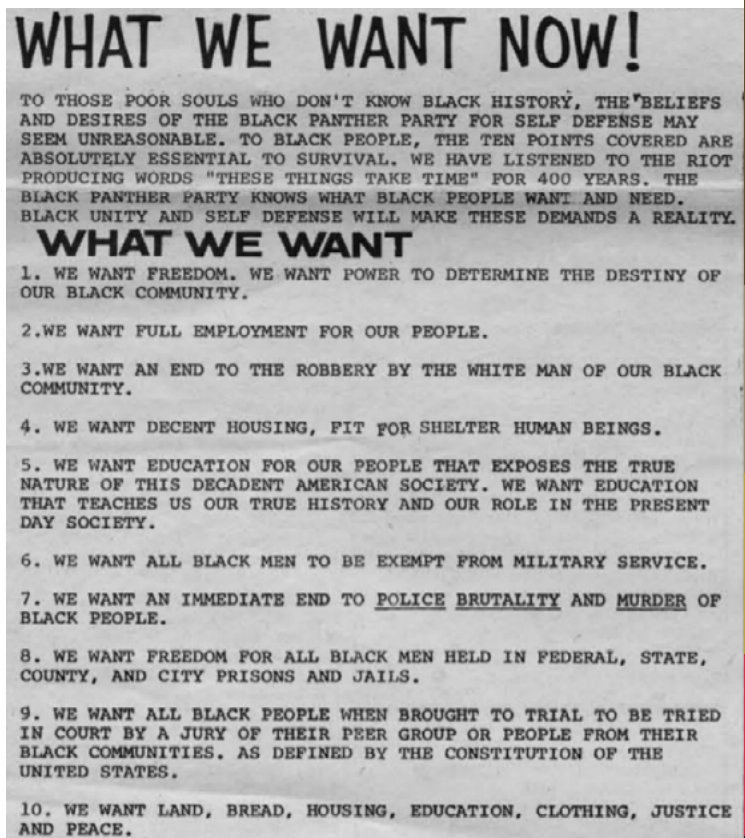 WHAT WE WANT NOW!
TO THOSE POOR SOULS WHO DON'T KNOW BLACK HISTORY, THE BELIEFS
AND DESIRES OF THE BLACK PANTHER PARTY FOR SELF DEFENSE MAY
SEEM UNREASONABLE. TO BLACK PEOPLE, THE TEN POINTS COVERED ARE
ABSOLUTELY ESSENTIAL TO SURVIVAL. WE HAVE LISTENED TO THE RIOT
PRODUCING WORDS "THESE THINGS TAKE TIME" FOR 400 YEARS. THE
BLACK PANTHER PARTY KNOWS WHAT BLACK PEOPLE WANT AND NEED.
BLACK UNITY AND SELF DEFENSE WILL MAKE THESE DEMANDS A REALITY.
WHAT WE WANT
1. WE WANT FREEDOM. WE WANT POWER TO DETERMINE THE DESTINY OF
OUR BLACK COMMUNITY.
2.WE WANT FULL EMPLOYMENT FOR OUR PEOPLE.
3.WE WANT AN END TO THE ROBBERY BY THE WHITE MAN OF OUR BLACK
COMMUNITY.
4. WE WANT DECENT HOUSING, FIT FOR SHELTER HUMAN BEINGS.
5. WE WANT EDUCATION FOR OUR PEOPLE THAT EXPOSES THE TRUE
NATURE OF THIS DECADENT AMERICAN SOCIETY. WE WANT EDUCATION
THAT TEACHES US OUR TRUE HISTORY AND OUR ROLE IN THE PRESENT
DAY SOCIETY.
6. WE WANT ALL BLACK MEN TO BE EXEMPT FROM MILITARY SERVICE.
7. WE WANT AN IMMEDIATE END TO POLICE BRUTALITY AND MURDER OF
BLACK PEOPLE.
8. WE WANT FREEDOM FOR ALL BLACK MEN HELD IN FEDERAL, STATE,
COUNTY, AND CITY PRISONS AND JAILS.
9. WE WANT ALL BLACK PEOPLE WHEN BROUGHT TO TRIAL TO BE TRIED
IN COURT BY A JURY OF THEIR PEER GROUP OR PEOPLE FROM THEIR
BLACK COMMUNITIES. AS DEFINED BY THE CONSTITUTION OF THE
UNITED STATES.
10. WE WANT LAND, BREAD, HOUSING, EDUCATION, CLOTHING, JUSTICE
AND PEACE.